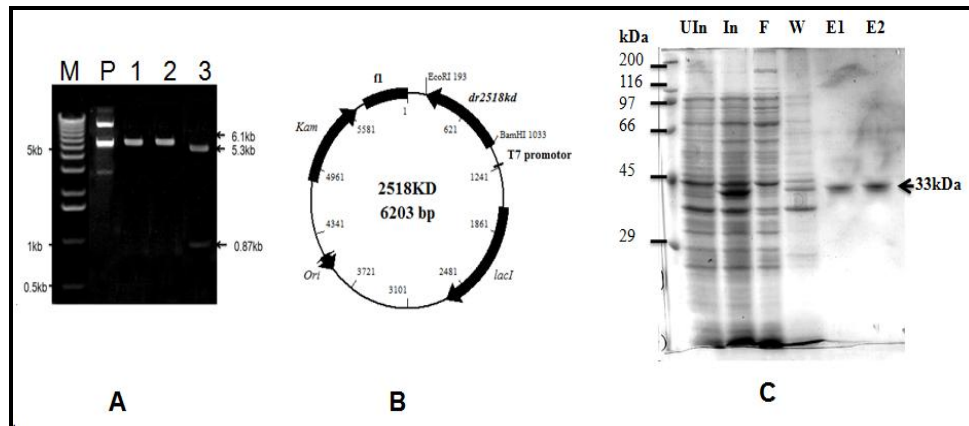 M P 1 2 3
6.1kb
5kb
5.3kb
1kb
0.87kb
0.5kb
A
f1
EcoRI 193
dr2518kd
1
Kam
5581
621
BamHI 1033
T7 promotor
4961
1241
2518KD
6203 bp
4341
1861
Ori
3721
2481
lacI
3101
B
kDa
UIn In F W E1 E2
200
116
97
66
45
33kDa
29
C